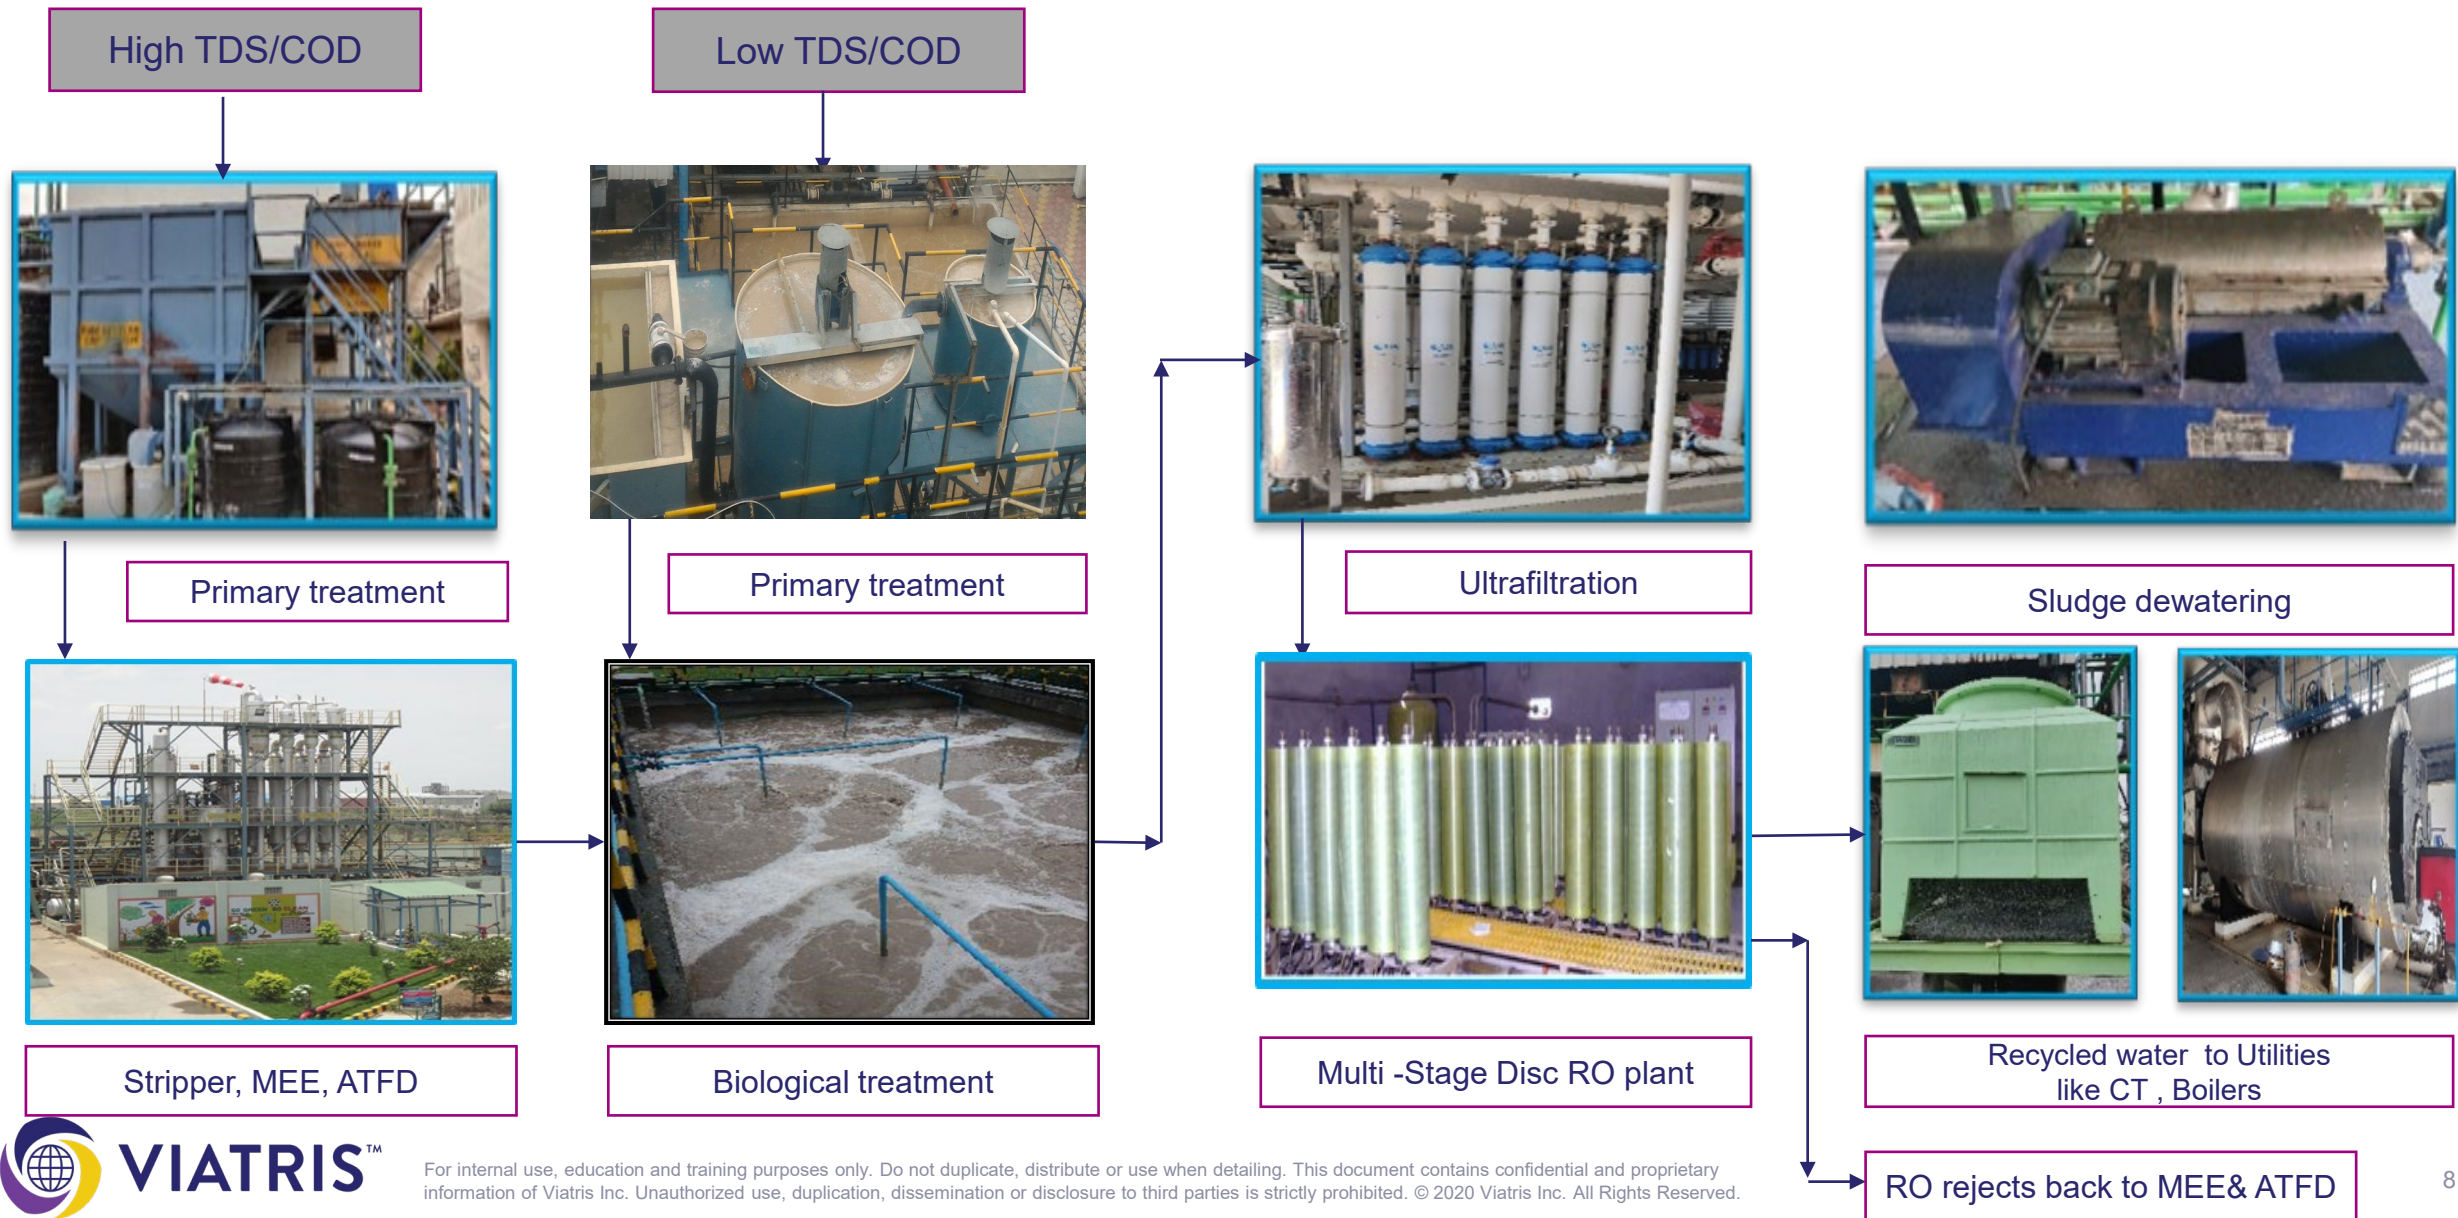 High TDS/COD
Low TDS/COD
Primary treatment
Primary treatment
Ultrafiltration
Sludge dewatering
GO GREEN GO CLEAN
Stripper, MEE, ATFD
Biological treatment
Multi -Stage Disc RO plant
Recycled water to Utilities
like CT , Boilers
RO rejects back to MEE& ATFD
VIATRIS™
For internal use, education and training purposes only. Do not duplicate, distribute or use when detailing. This document contains confidential and proprietary
information of Viatris Inc. Unauthorized use, duplication, dissemination or disclosure to third parties is strictly prohibited. © 2020 Viatris Inc. All Rights Reserved.
8